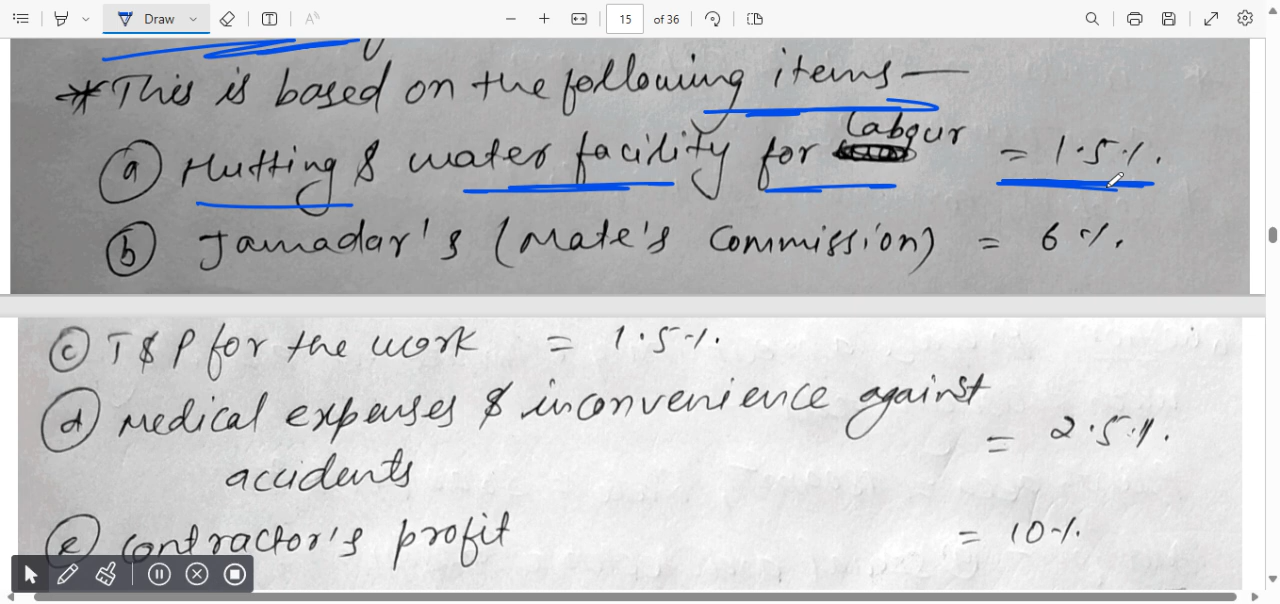 Draw
15 of 36
*This is based on the following items—
(a) Hutting & water facility for Labour = 1.5%.
(b) Jamadar's (Mate's Commission) = 6%.
(c) T & P for the work = 1.5%.
(d) Medical expenses & inconvenience against
accidents = 2.5%.
(e) contractor's profit = 10%.